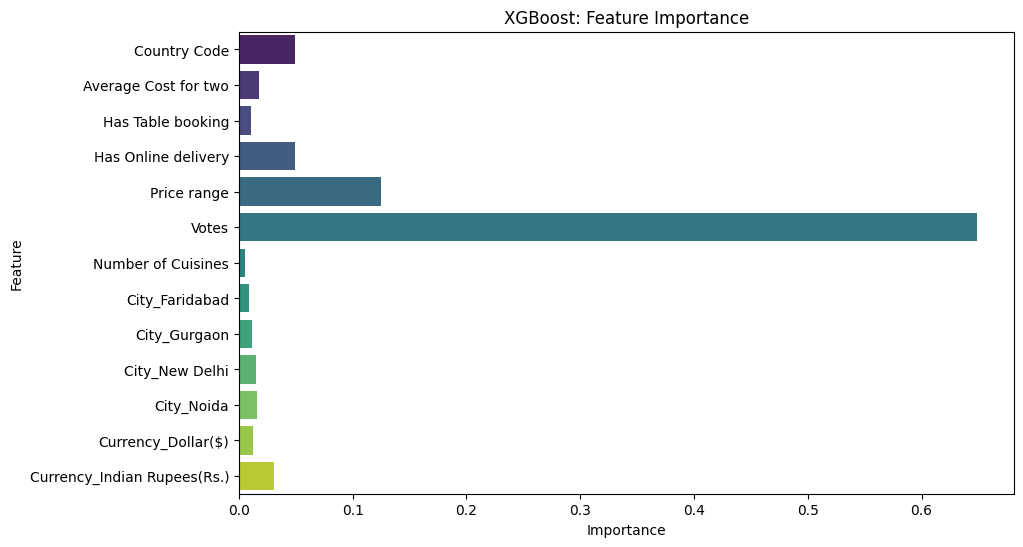 XGBoost: Feature Importance
Feature
Country Code
Average Cost for two
Has Table booking
Has Online delivery
Price range
Votes
Number of Cuisines
City_Faridabad
City_Gurgaon
City_New Delhi
City_Noida
Currency_Dollar($)
Currency_Indian Rupees(Rs.)
0.0 0.1 0.2 0.3 0.4 0.5 0.6
Importance